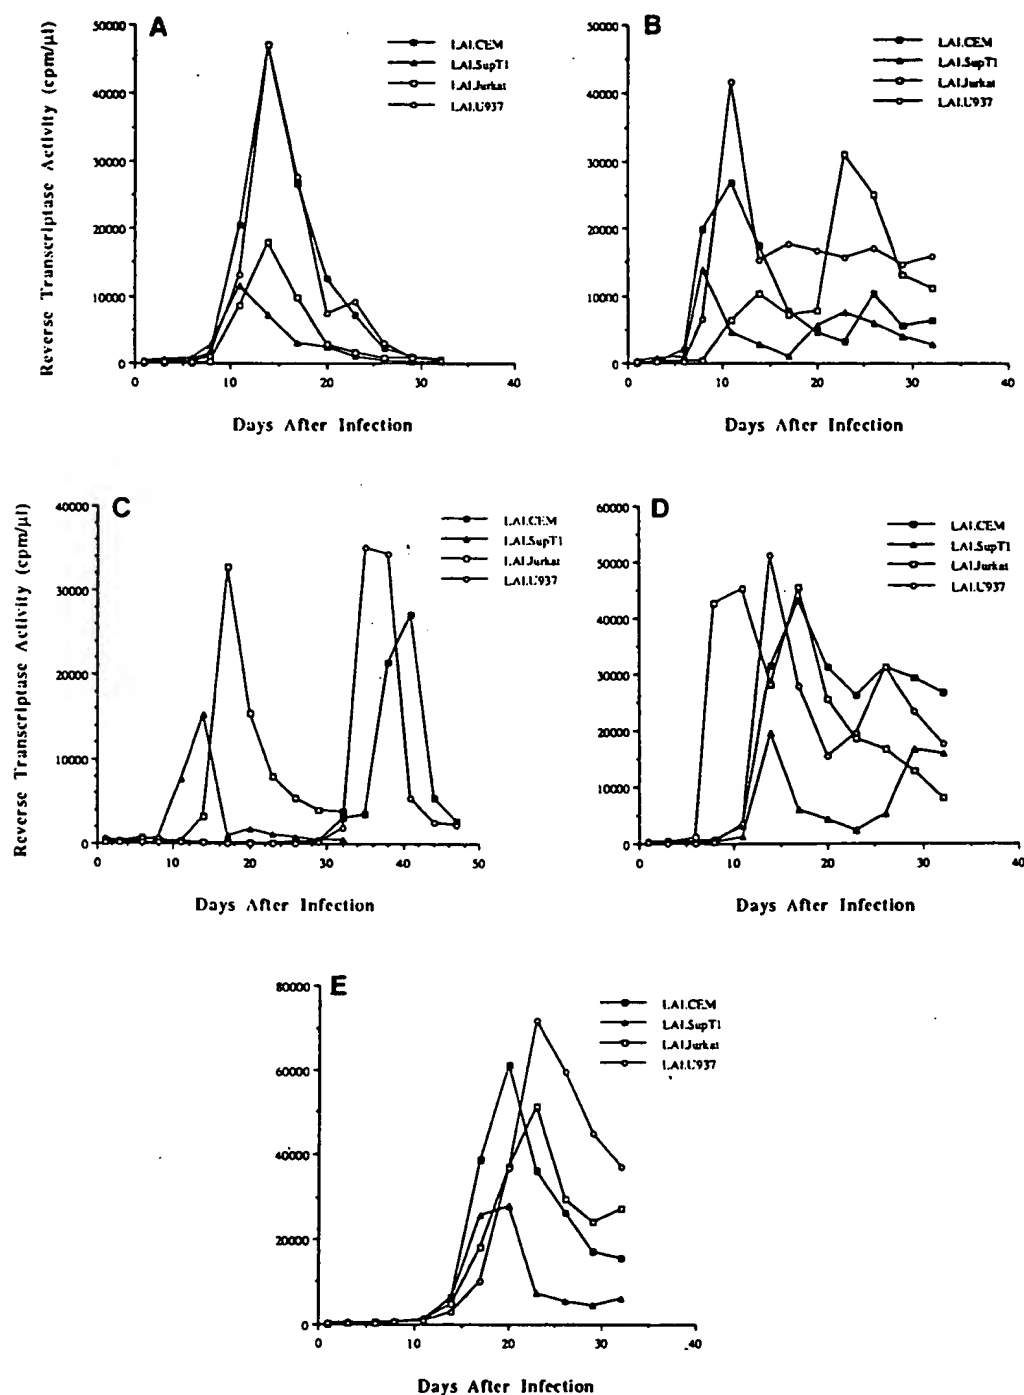 A
Reverse Transcriptase Activity (cpm/µl)
50000
40000
30000
20000
10000
0
0 10 20 30 40
Days After Infection
LAI.CEM
LAI.SupT1
LAI.Jurkat
LAI.U937
B
50000
40000
30000
20000
10000
0
0 10 20 30 40
Days After Infection
LAI.CEM
LAI.SupT1
LAI.Jurkat
LAI.U937
C
Reverse Transcriptase Activity (cpm/µl)
40000
30000
20000
10000
0
0 10 20 30 40 50
Days After Infection
LAI.CEM
LAI.SupT1
LAI.Jurkat
LAI.U937
D
60000
50000
40000
30000
20000
10000
0
0 10 20 30 40
Days After Infection
LAI.CEM
LAI.SupT1
LAI.Jurkat
LAI.U937
E
80000
60000
40000
20000
0
0 10 20 30 40
Days After Infection
LAI.CEM
LAI.SupT1
LAI.Jurkat
LAI.U937